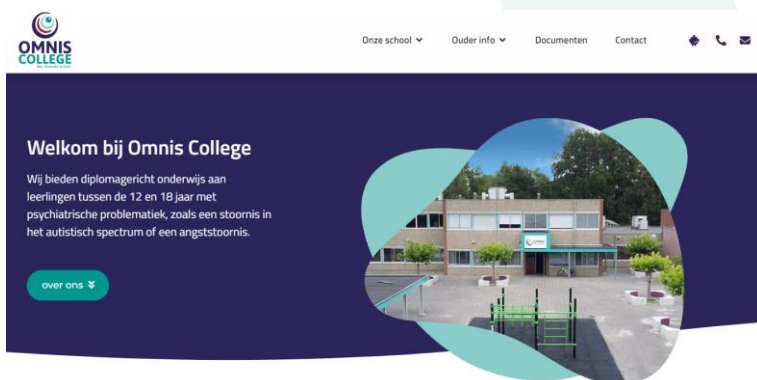 OMNIS
COLLEGE
Onze school
Ouder info
Documenten
Contact
Welkom bij Omnis College
Wij bieden diplomagericht onderwijs aan
leerlingen tussen de 12 en 18 jaar met
psychiatrische problematiek, zoals een stoornis in
het autistisch spectrum of een angststoornis.
over ons
OMNIS